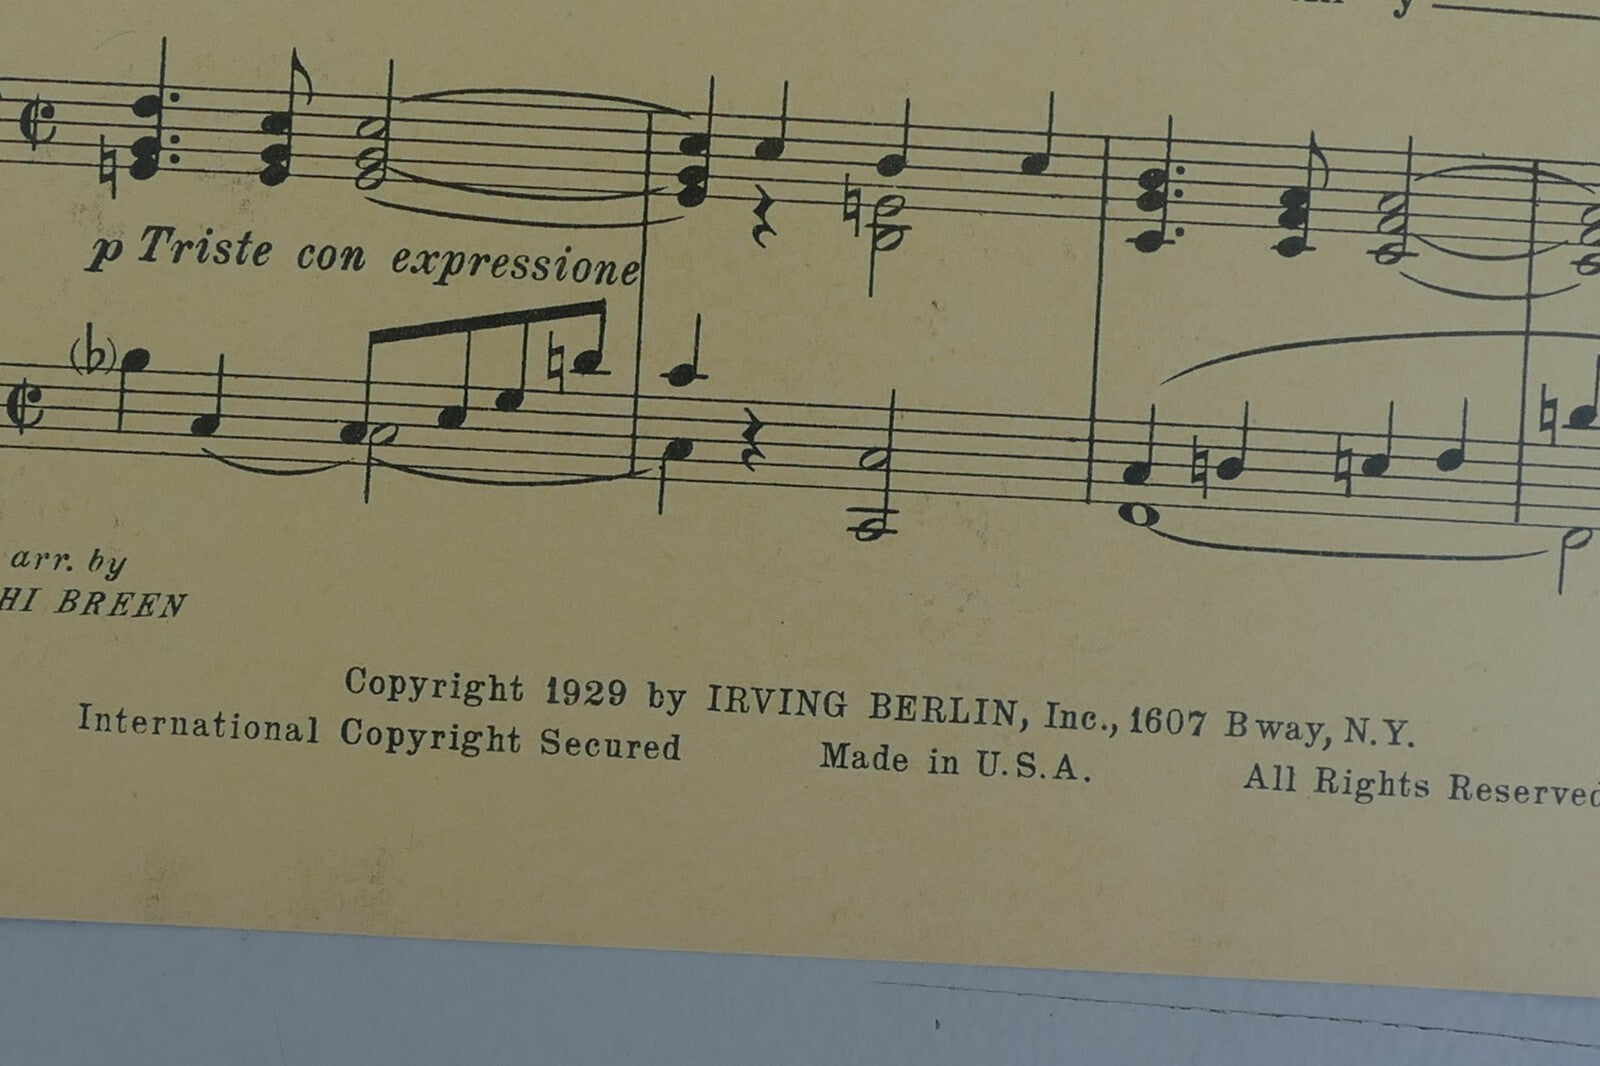 p Triste con expressione
arr. by
HI BREEN
Copyright 1929 by IRVING BERLIN, Inc., 1607 Bway, N.Y.
International Copyright Secured Made in U.S.A. All Rights Reserved